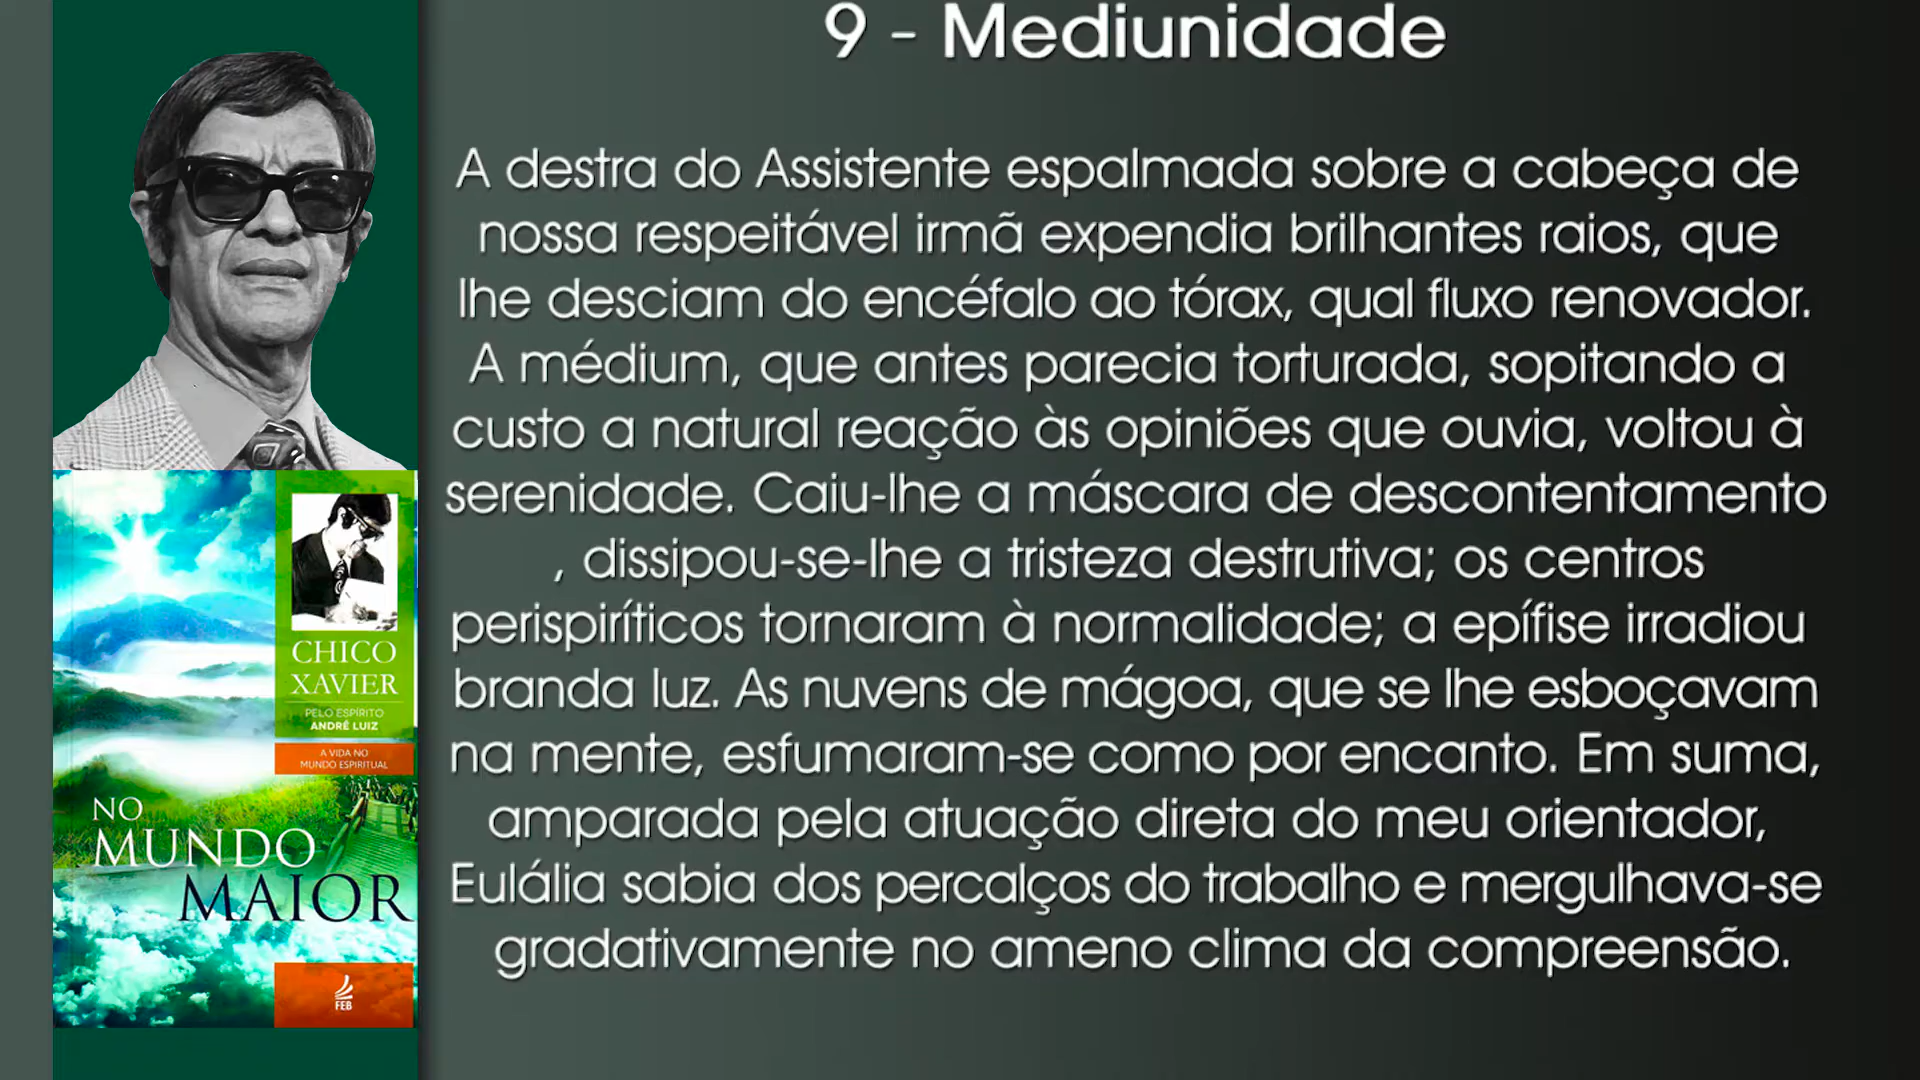 9 - Mediunidade
A destra do Assistente espalmada sobre a cabeça de
nossa respeitável irmã expendia brilhantes raios, que
lhe desciam do encéfalo ao tórax, qual fluxo renovador.
A médium, que antes parecia torturada, sopitando a
custo a natural reação às opiniões que ouvia, voltou à
serenidade. Caiu-lhe a máscara de descontentamento
, dissipou-se-lhe a tristeza destrutiva; os centros
perispiríticos tornaram à normalidade; a epífise irradiou
branda luz. As nuvens de mágoa, que se lhe esboçavam
na mente, esfumaram-se como por encanto. Em suma,
amparada pela atuação direta do meu orientador,
Eulália sabia dos percalços do trabalho e mergulhava-se
gradativamente no ameno clima da compreensão.
CHICO
XAVIER
PELO ESPÍRITO
ANDRÉ LUIZ
A VIDA NO
MUNDO ESPIRITUAL
NO
MUNDO
MAIOR
FEB